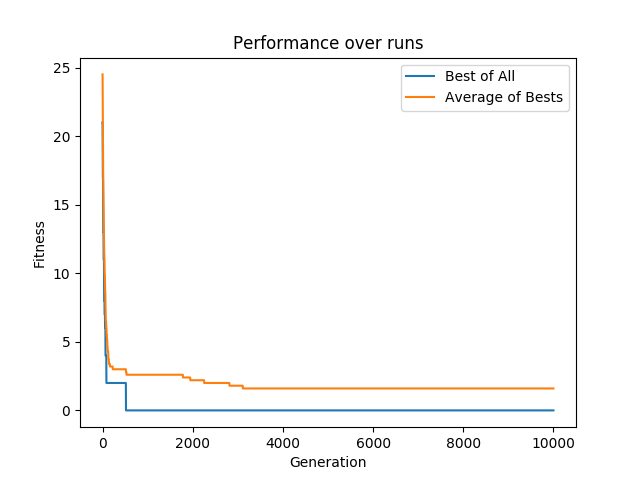 Performance over runs
Best of All
Average of Bests
25
20
15
10
5
0
Fitness
0 2000 4000 6000 8000 10000
Generation